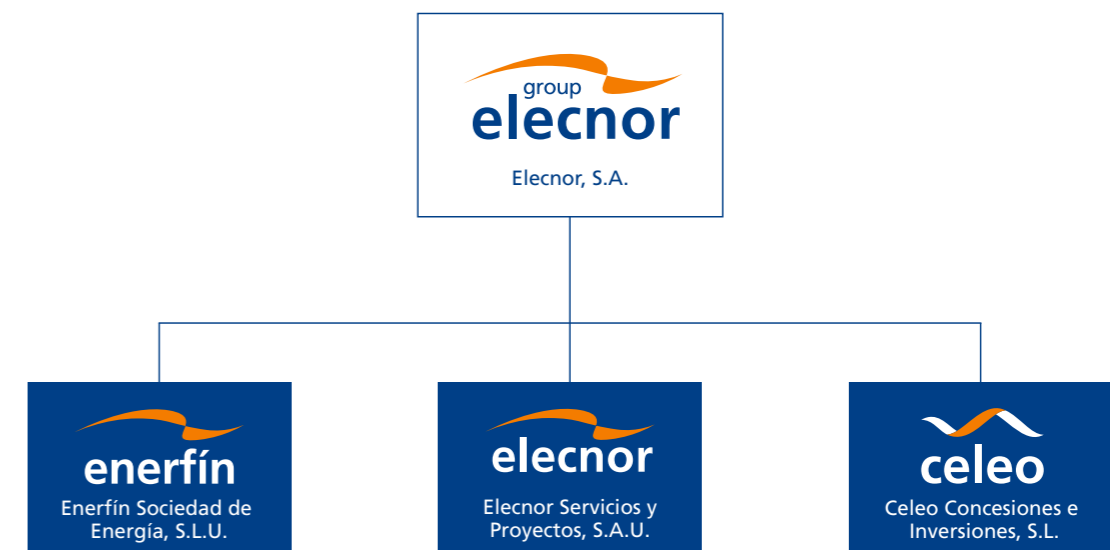 group
elecnor
Elecnor, S.A.
enerfín
Enerfín Sociedad de
Energía, S.L.U.
elecnor
Elecnor Servicios y
Proyectos, S.A.U.
celeo
Celeo Concesiones e
Inversiones, S.L.